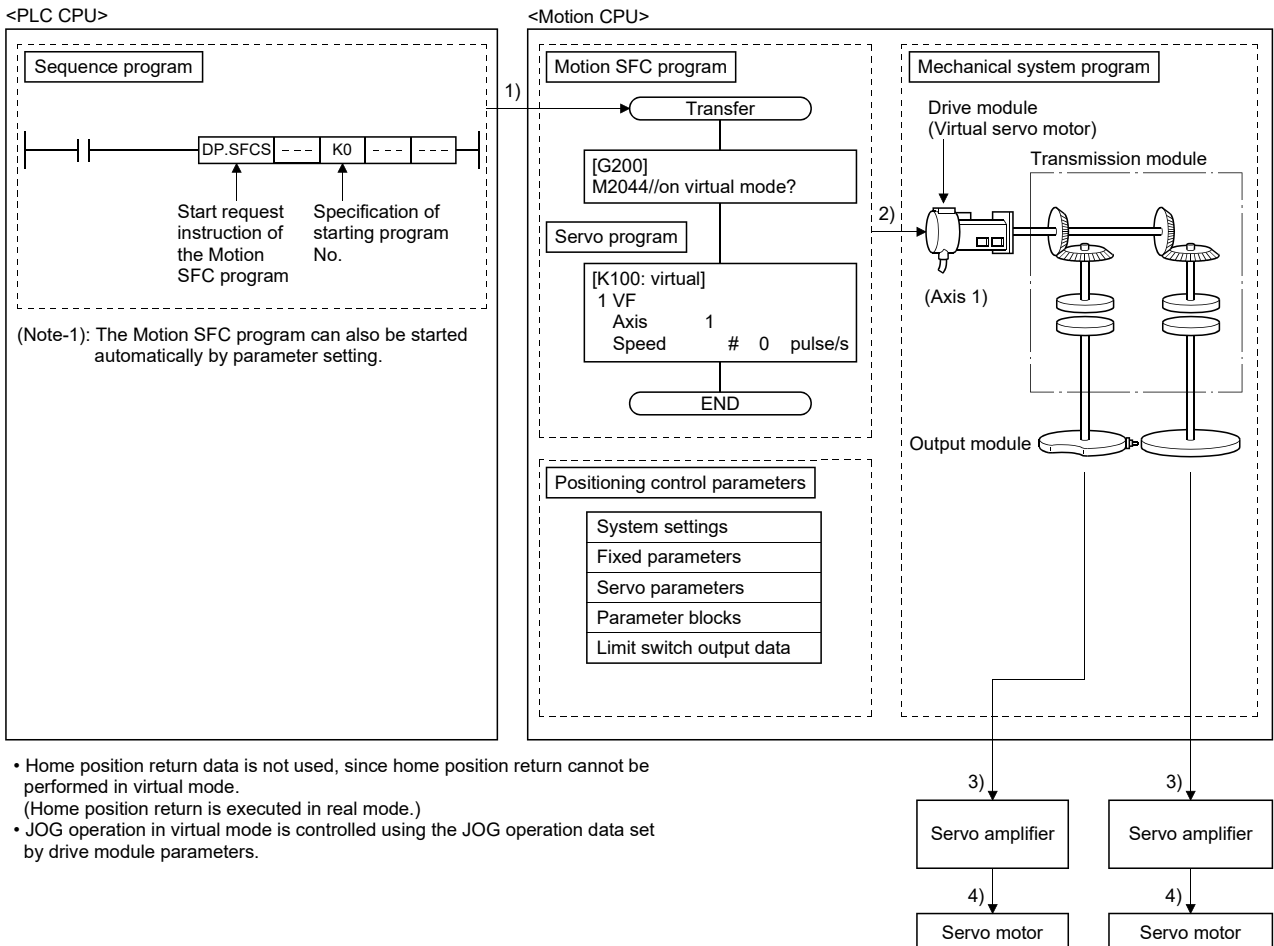 <PLC CPU>
Sequence program
DP.SFCS --- K0 --- ---
Start request
instruction of
the Motion
SFC program
Specification of
starting program
No.
(Note-1): The Motion SFC program can also be started
automatically by parameter setting.
1)
<Motion CPU>
Motion SFC program
Transfer
[G200]
M2044//on virtual mode?
Servo program
[K100: virtual]
1 VF
Axis 1
Speed # 0 pulse/s
END
Positioning control parameters
System settings
Fixed parameters
Servo parameters
Parameter blocks
Limit switch output data
2)
Mechanical system program
Drive module
(Virtual servo motor)
Transmission module
(Axis 1)
Output module
• Home position return data is not used, since home position return cannot be
performed in virtual mode.
(Home position return is executed in real mode.)
• JOG operation in virtual mode is controlled using the JOG operation data set
by drive module parameters.
3) 3)
Servo amplifier Servo amplifier
4) 4)
Servo motor Servo motor